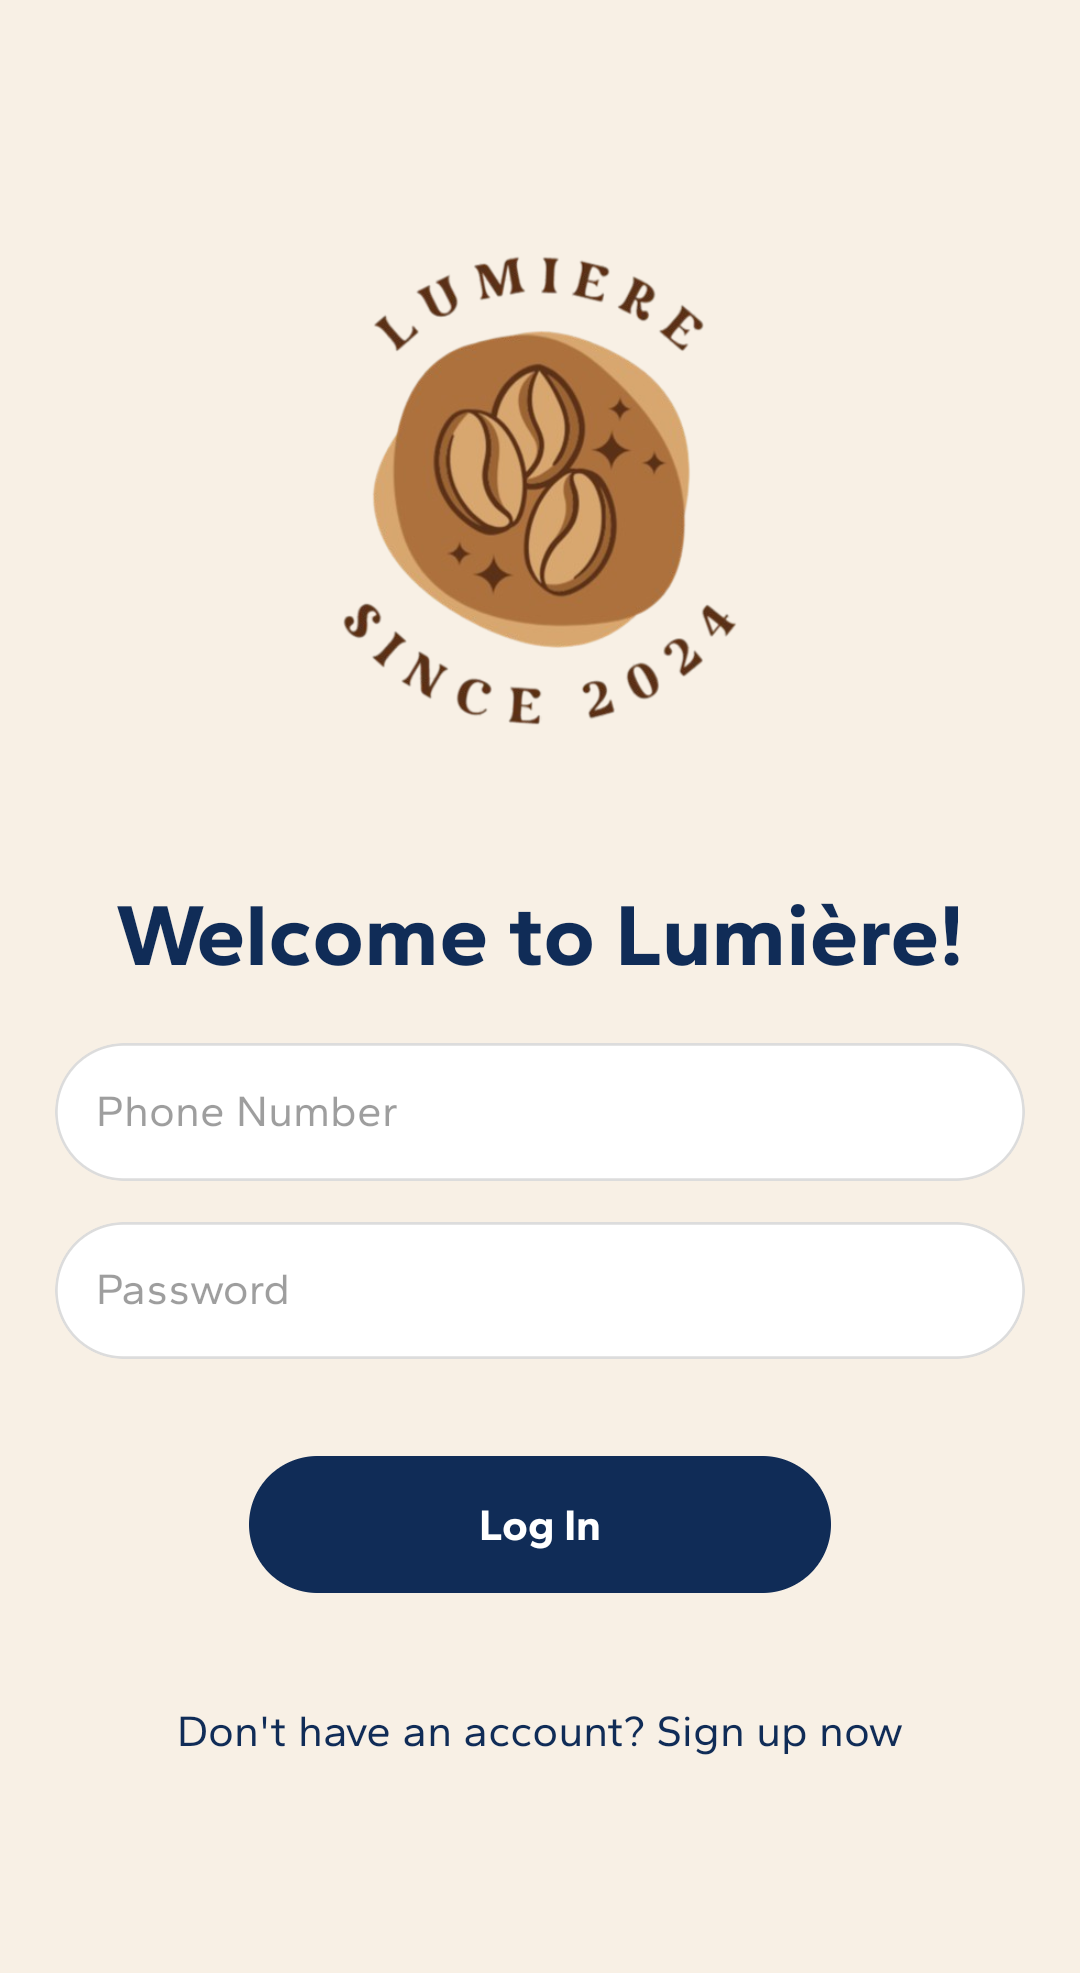 LUMIERE
SINCE 2024
Welcome to Lumière!
Phone Number
Password
Log In
Don't have an account? Sign up now